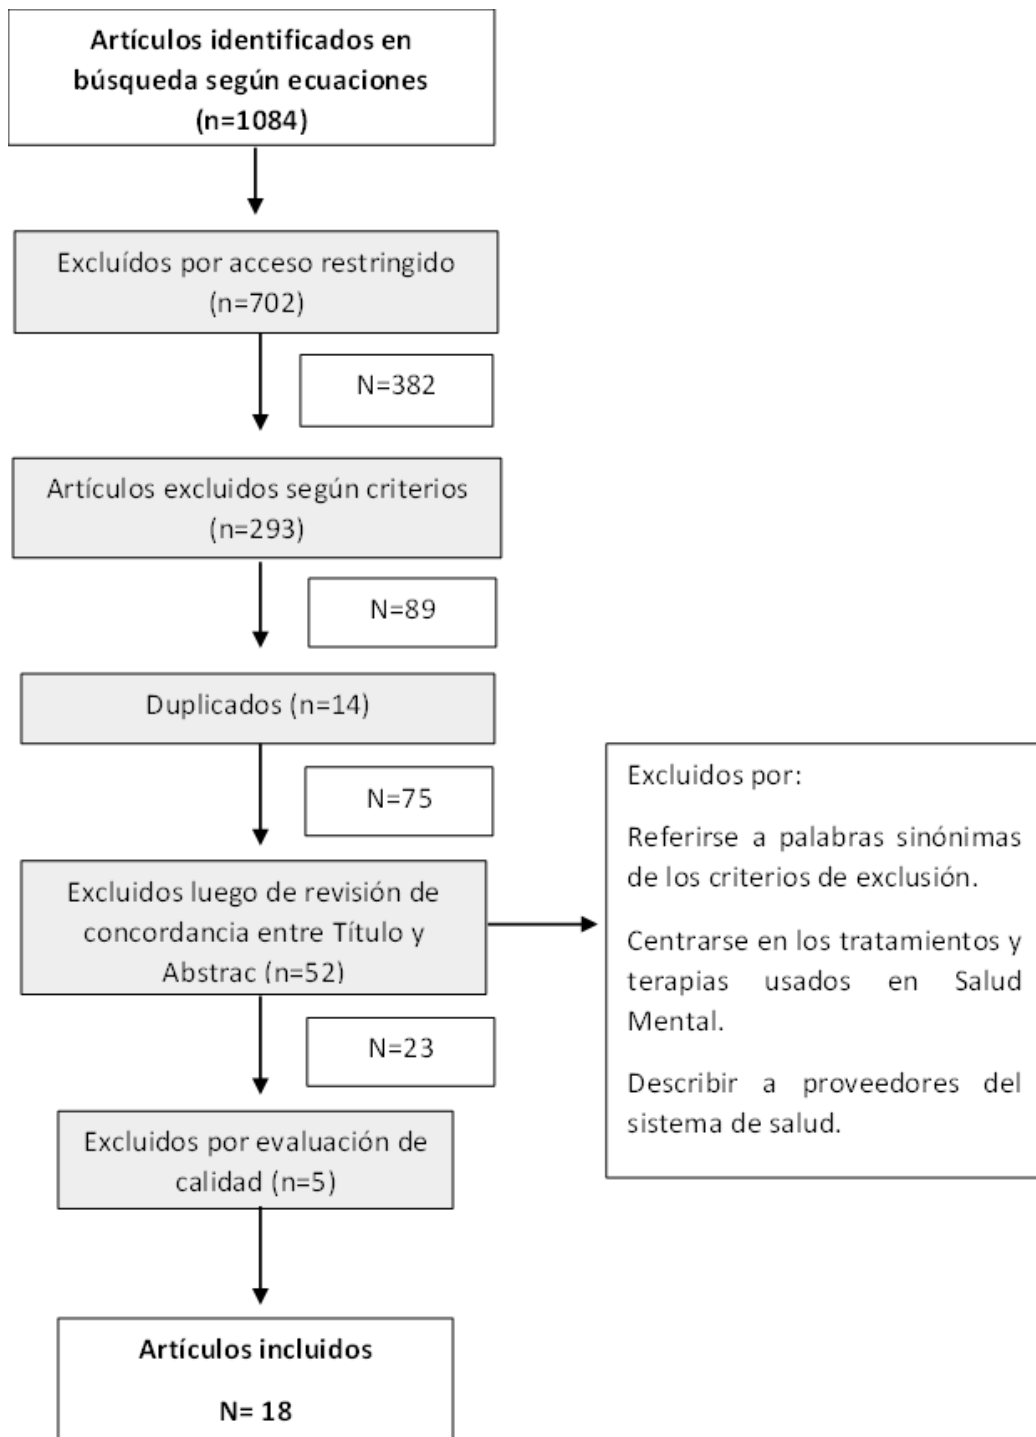 Artículos identificados en
búsqueda según ecuaciones
(n=1084)
Excluídos por acceso restringido
(n=702)
N=382
Artículos excluidos según criterios
(n=293)
N=89
Duplicados (n=14)
N=75
Excluidos luego de revisión de
concordancia entre Título y
Abstrac (n=52)
Excluidos por:
Referirse a palabras sinónimas
de los criterios de exclusión.
Centrarse en los tratamientos y
terapias usados en Salud
Mental.
Describir a proveedores del
sistema de salud.
N=23
Excluidos por evaluación de
calidad (n=5)
Artículos incluidos
N= 18